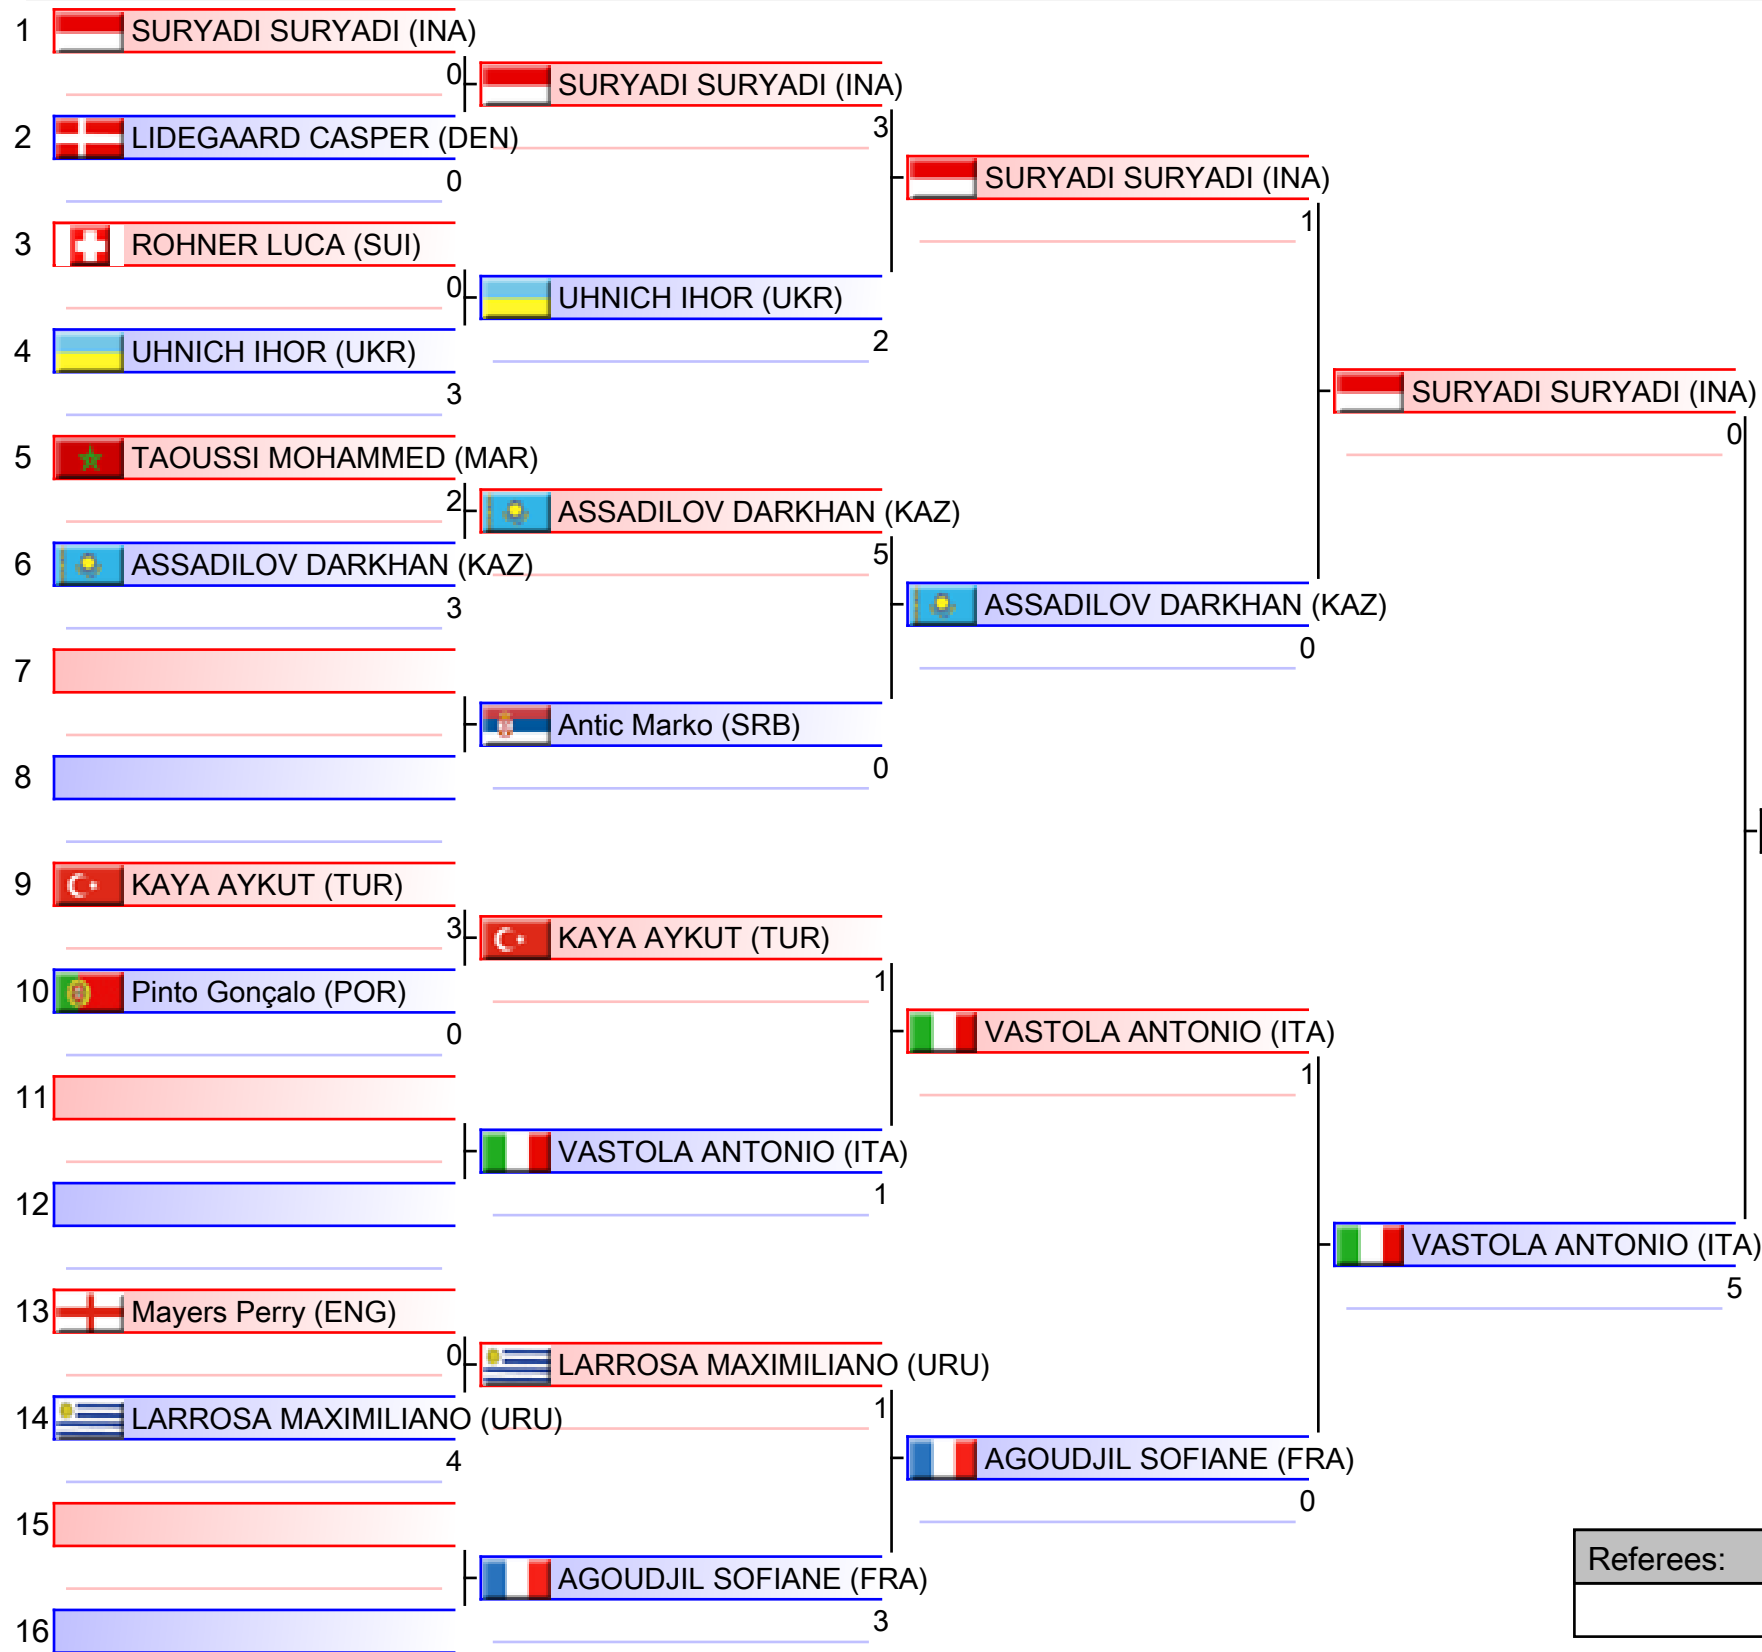 1 SURYADI SURYADI (INA)
0 SURYADI SURYADI (INA)
2 LIDEGAARD CASPER (DEN) 3
0 SURYADI SURYADI (INA)
1
3 ROHNER LUCA (SUI)
0 UHNICH IHOR (UKR)
4 UHNICH IHOR (UKR) 2
3 SURYADI SURYADI (INA)
0
5 TAOUSSI MOHAMMED (MAR)
2 ASSADILOV DARKHAN (KAZ)
6 ASSADILOV DARKHAN (KAZ) 5
3 ASSADILOV DARKHAN (KAZ)
0
7
Antic Marko (SRB)
8 0
9 KAYA AYKUT (TUR)
3 KAYA AYKUT (TUR)
10 Pinto Gonçalo (POR) 1
0 VASTOLA ANTONIO (ITA)
1
11
VASTOLA ANTONIO (ITA)
12 1
VASTOLA ANTONIO (ITA)
5
13 Mayers Perry (ENG)
0 LARROSA MAXIMILIANO (URU)
14 LARROSA MAXIMILIANO (URU) 1
4 AGOUDJIL SOFIANE (FRA)
0
15
Referees:
AGOUDJIL SOFIANE (FRA)
16 3